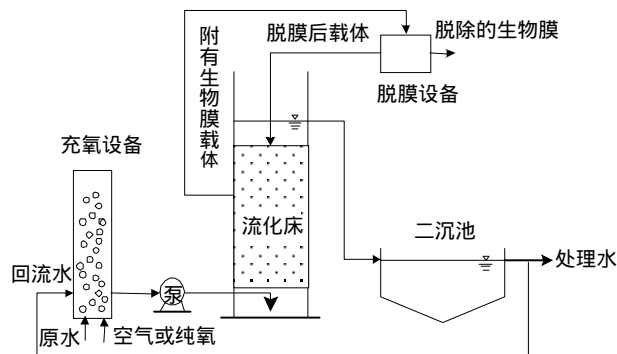 附有生物膜载体
脱膜后载体
脱除的生物膜
脱膜设备
充氧设备
流化床
二沉池
处理水
回流水
泵
原水
空气或纯氧